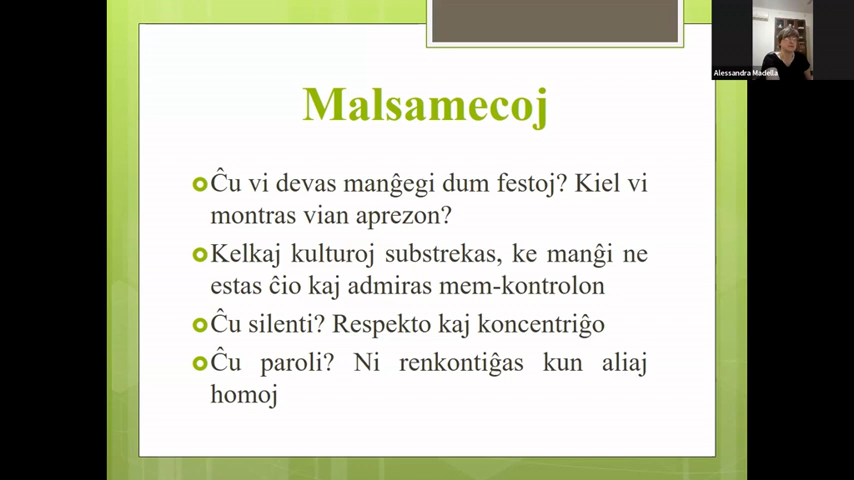 Alessandra Madella
Malsamecoj
Ĉu vi devas manĝegi dum festoj? Kiel vi
montras vian aprezon?
Kelkaj kulturoj substrekas, ke manĝi ne
estas ĉio kaj admiras mem-kontrolon
Ĉu silenti? Respekto kaj koncentriĝo
Ĉu paroli? Ni renkontiĝas kun aliaj
homoj